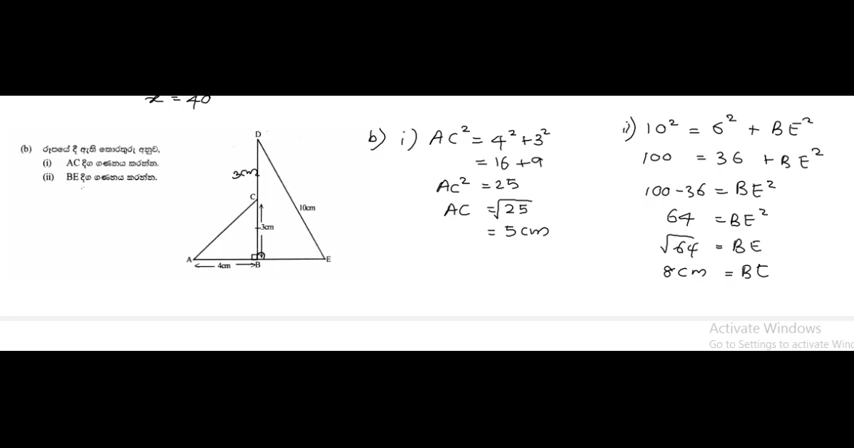 x = 40
(b) රූපයේ දී ඇති තොරතුරු අනුව,
(i) AC දිග ගණනය කරන්න.
(ii) BE දිග ගණනය කරන්න.
D
3cm
C
10cm
3cm
A
4cm
B
E
b) i) AC² = 4² + 3²
= 16 + 9
AC² = 25
AC = √25
= 5 cm
ii) 10² = 6² + BE²
100 = 36 + BE²
100 - 36 = BE²
64 = BE²
√64 = BE
8cm = BE
Activate Windows
Go to Settings to activate Wind